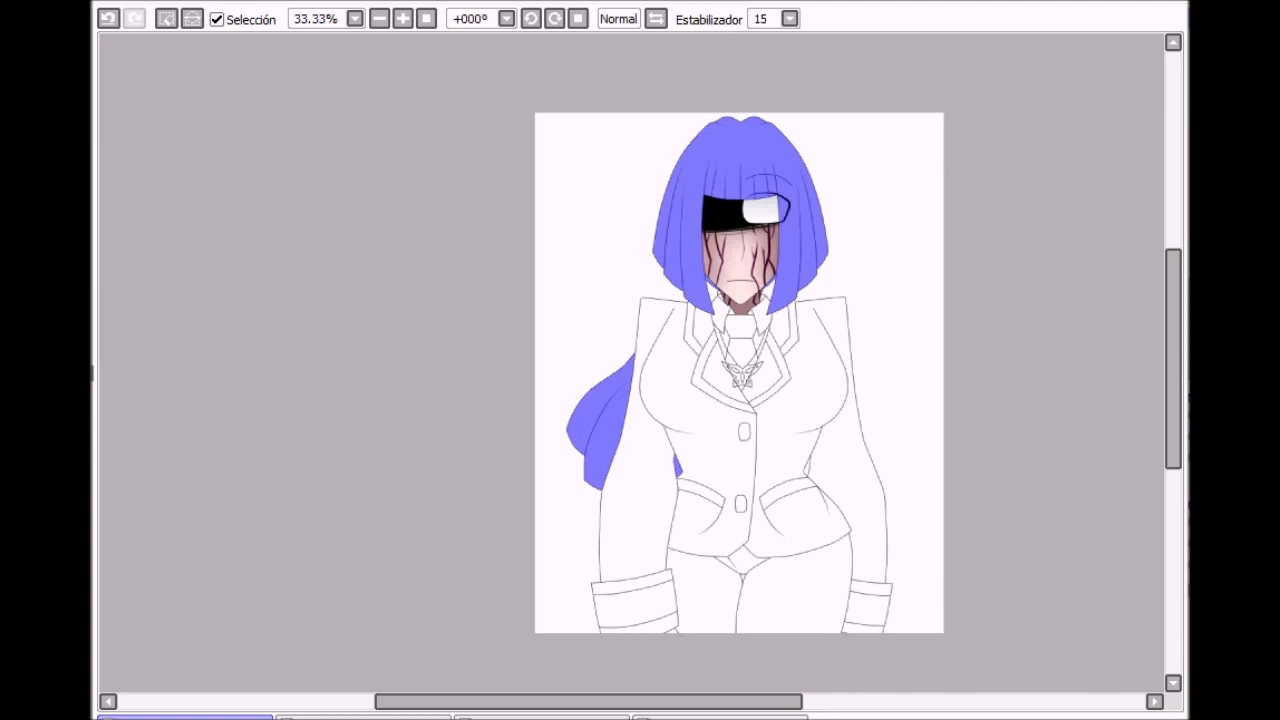 Selección 33.33% +000º Normal Estabilizador 15